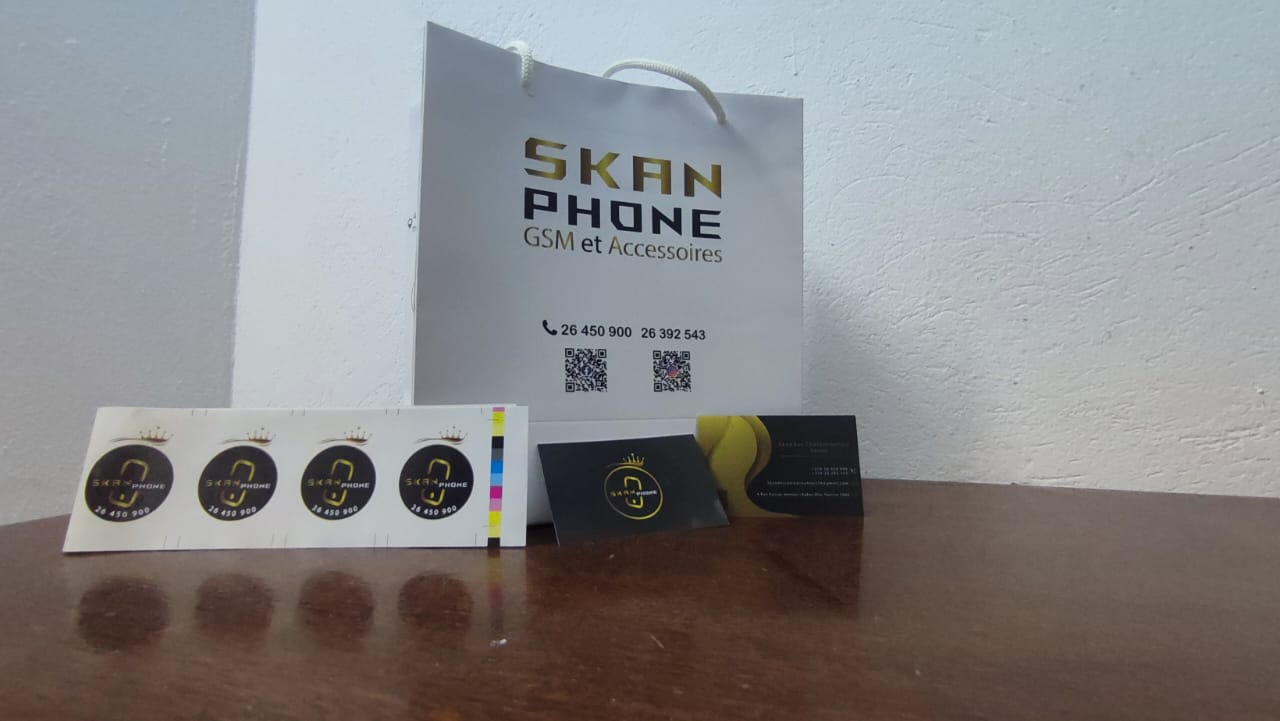 SKAN
PHONE
GSM et Accessoires
26 450 900 26 392 543
SKAN PHONE
26 450 900
SKAN PHONE
26 450 900
SKAN PHONE
26 450 900
SKAN PHONE
26 450 900
SKAN PHONE